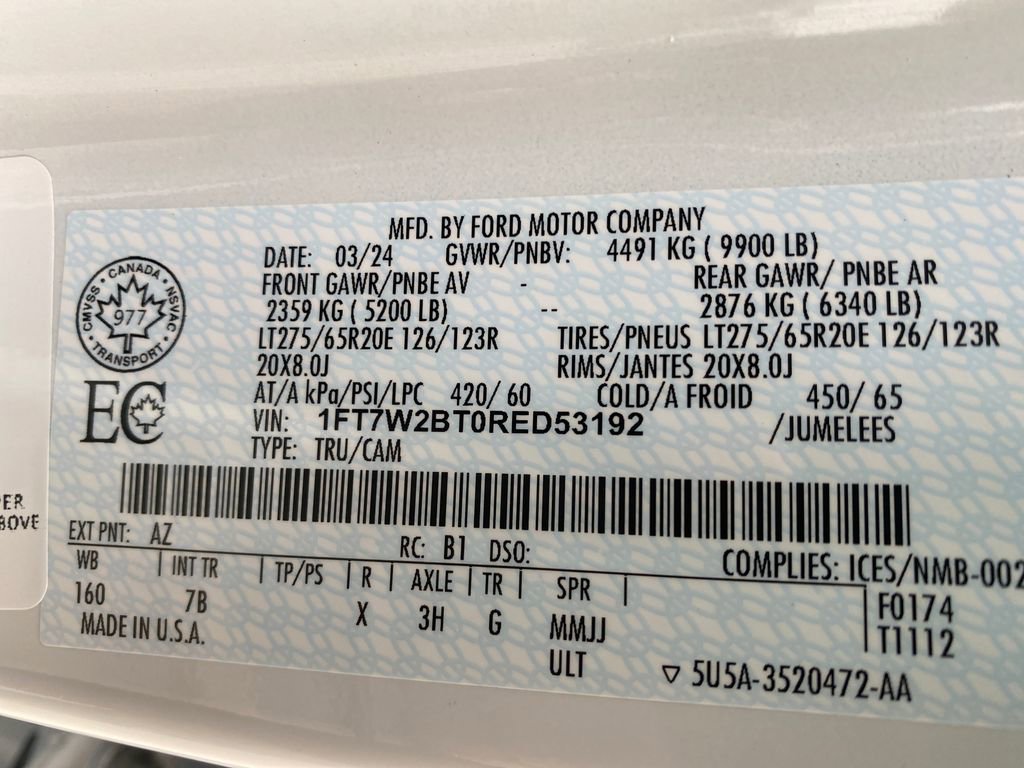 MFD. BY FORD MOTOR COMPANY
DATE: 03/24 GVWR/PNBV: 4491 KG ( 9900 LB)
FRONT GAWR/PNBE AV - REAR GAWR/ PNBE AR
2359 KG ( 5200 LB) -- 2876 KG ( 6340 LB)
LT275/65R20E 126/123R TIRES/PNEUS LT275/65R20E 126/123R
20X8.0J RIMS/JANTES 20X8.0J
AT/A kPa/PSI/LPC 420/ 60 COLD/A FROID 450/ 65
VIN: 1FT7W2BT0RED53192 /JUMELEES
TYPE: TRU/CAM
CANADA
CMVSS NSVAC
977
TRANSPORT
EC
PER
BOVE
EXT PNT: AZ RC: B1 DSO: COMPLIES: ICES/NMB-002
WB INT TR TP/PS R AXLE TR SPR
160 7B X 3H G MMJJ F0174
MADE IN U.S.A. ULT T1112
▽ 5U5A-3520472-AA